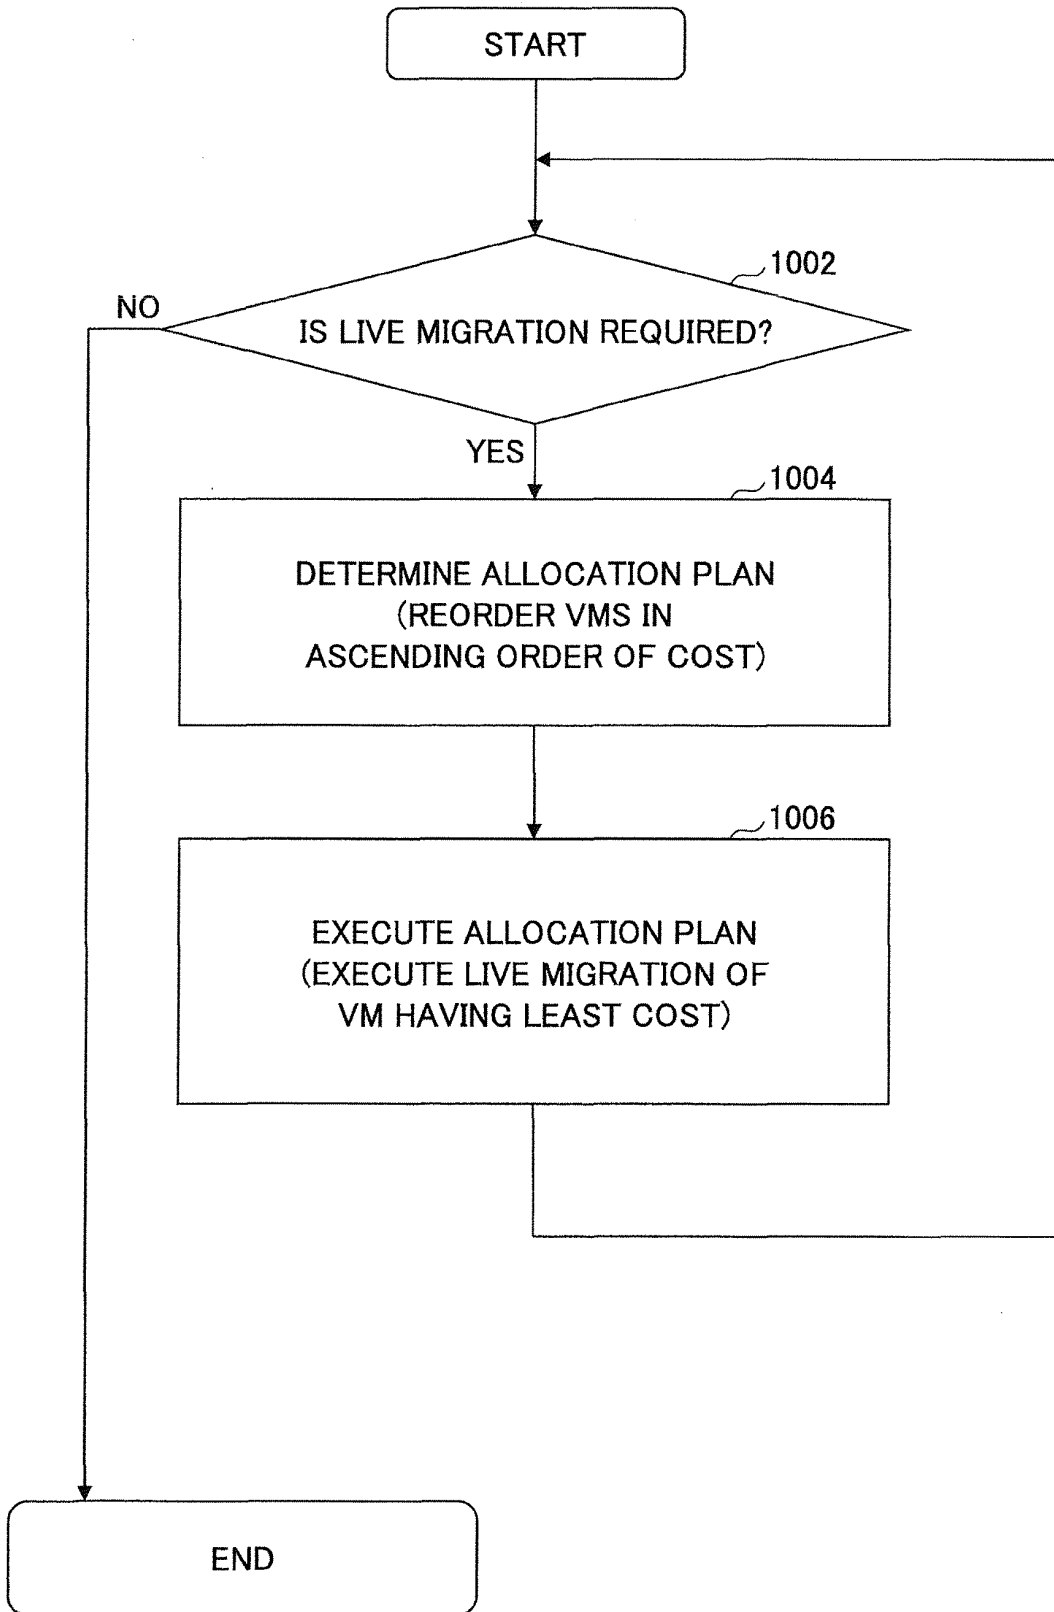 START
1002
NO
IS LIVE MIGRATION REQUIRED?
YES
1004
DETERMINE ALLOCATION PLAN
(REORDER VMS IN
ASCENDING ORDER OF COST)
1006
EXECUTE ALLOCATION PLAN
(EXECUTE LIVE MIGRATION OF
VM HAVING LEAST COST)
END